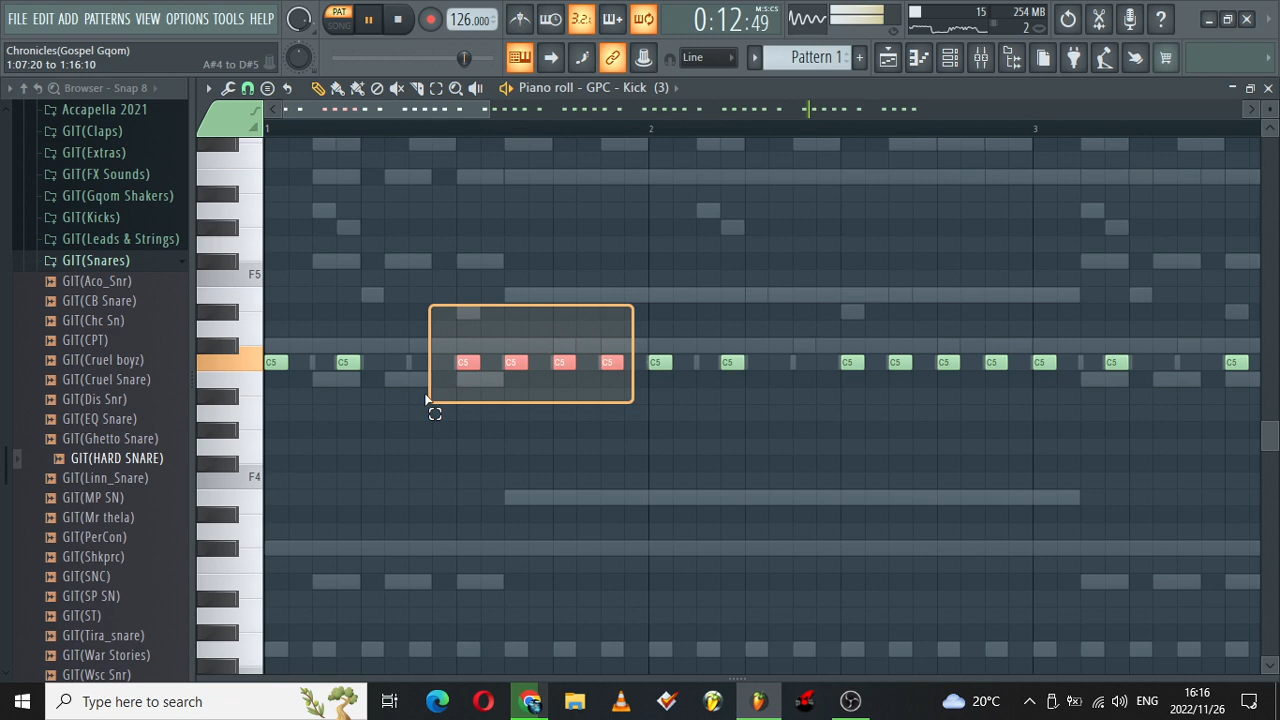 FILE EDIT ADD PATTERNS VIEW OPTIONS TOOLS HELP
PAT
SONG
126.000
3.2:
0:12:49
M:S:CS
15
254 MB
2
Chronicles(Gospel Gqom)
1:07:20 to 1:16:10
A#4 to D#5
Line
Pattern 1
Browser - Snap 8
Piano roll - GPC - Kick (3)
Accapella 2021
GIT(Claps)
GIT(Extras)
GIT(FX Sounds)
GIT(Gqom Shakers)
GIT(Kicks)
GIT(Leads & Strings)
GIT(Snares)
GIT(Aco_Snr)
GIT(CB Snare)
GIT(Chc Sn)
GIT(CPT)
GIT(Cruel boyz)
GIT(Cruel Snare)
GIT(Dis Snr)
GIT(EQ Snare)
GIT(Ghetto Snare)
GIT(HARD SNARE)
GIT(Linn_Snare)
GIT(MP SN)
GIT(Mr thela)
GIT(PerCon)
GIT(Shkprc)
GIT(SNC)
GIT(SP SN)
GIT(ST)
GIT(Tira_snare)
GIT(War Stories)
GIT(Wsc Snr)
1 2 3
F5
C5 C5 C5 C5 C5 C5 C5 C5 C5 C5 C5 C5 C5 C5 C5
F4
Type here to search
20°C
ENG
16:16
2022/11/26